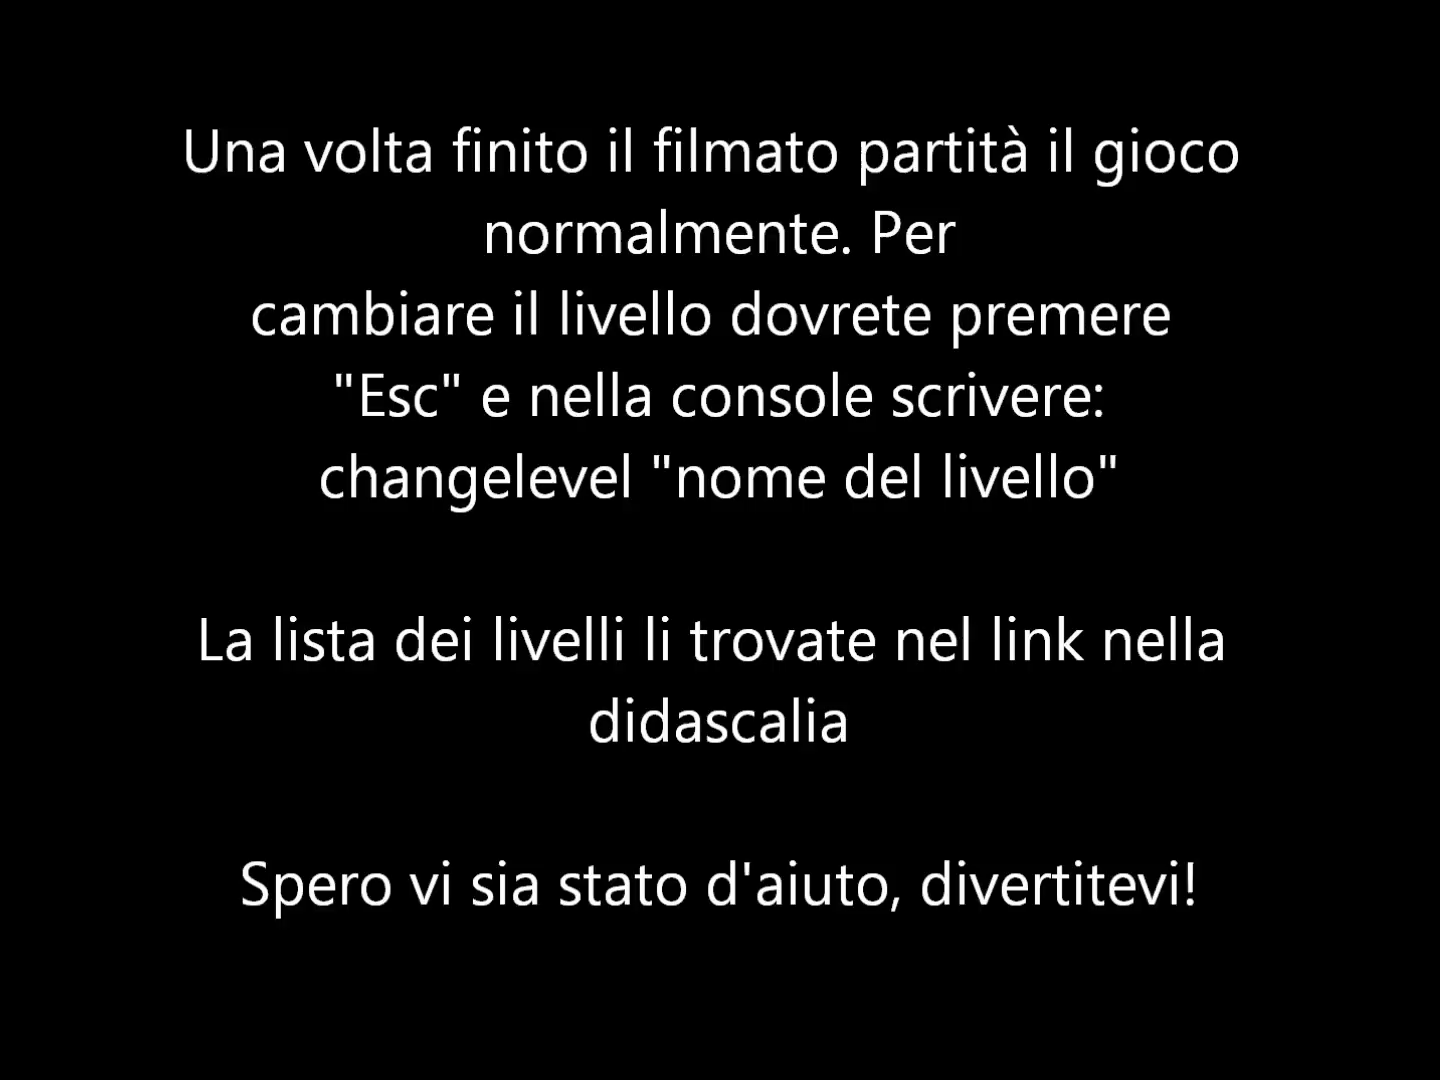 Una volta finito il filmato partità il gioco
normalmente. Per
cambiare il livello dovrete premere
"Esc" e nella console scrivere:
changelevel "nome del livello"
La lista dei livelli li trovate nel link nella
didascalia
Spero vi sia stato d'aiuto, divertitevi!